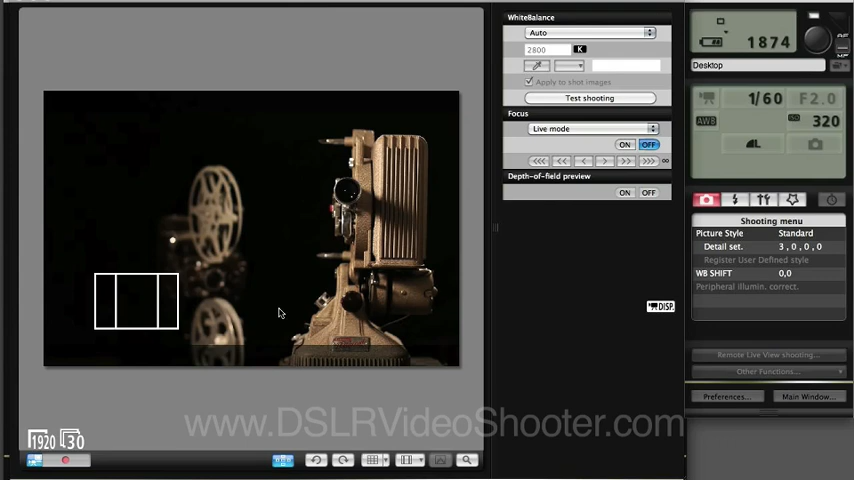 WhiteBalance
Auto
2800 K
Apply to shot images
Test shooting
Focus
Live mode
ON OFF
Depth-of-field preview
ON OFF
DISP.
1874
Desktop
1/60 F2.0
AWB ISO 320
L
Shooting menu
Picture Style Standard
Detail set. 3 , 0 , 0 , 0
Register User Defined style
WB SHIFT 0,0
Peripheral illumin. correct.
Remote Live View shooting...
Other Functions...
Preferences... Main Window...
www.DSLRVideoShooter.com
1920 30